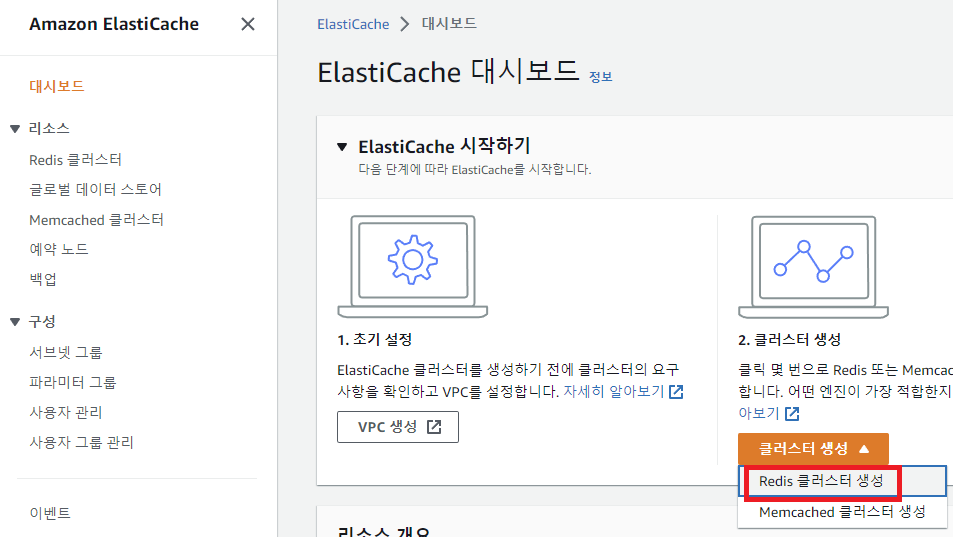 Amazon ElastiCache
대시보드
리소스
Redis 클러스터
글로벌 데이터 스토어
Memcached 클러스터
예약 노드
백업
구성
서브넷 그룹
파라미터 그룹
사용자 관리
사용자 그룹 관리
이벤트
ElastiCache > 대시보드
ElastiCache 대시보드 정보
ElastiCache 시작하기
다음 단계에 따라 ElastiCache를 시작합니다.
1. 초기 설정
ElastiCache 클러스터를 생성하기 전에 클러스터의 요구
사항을 확인하고 VPC를 설정합니다. 자세히 알아보기
VPC 생성
2. 클러스터 생성
클릭 몇 번으로 Redis 또는 Memcac
합니다. 어떤 엔진이 가장 적합한지
아보기
클러스터 생성
Redis 클러스터 생성
Memcached 클러스터 생성
리소스 개요